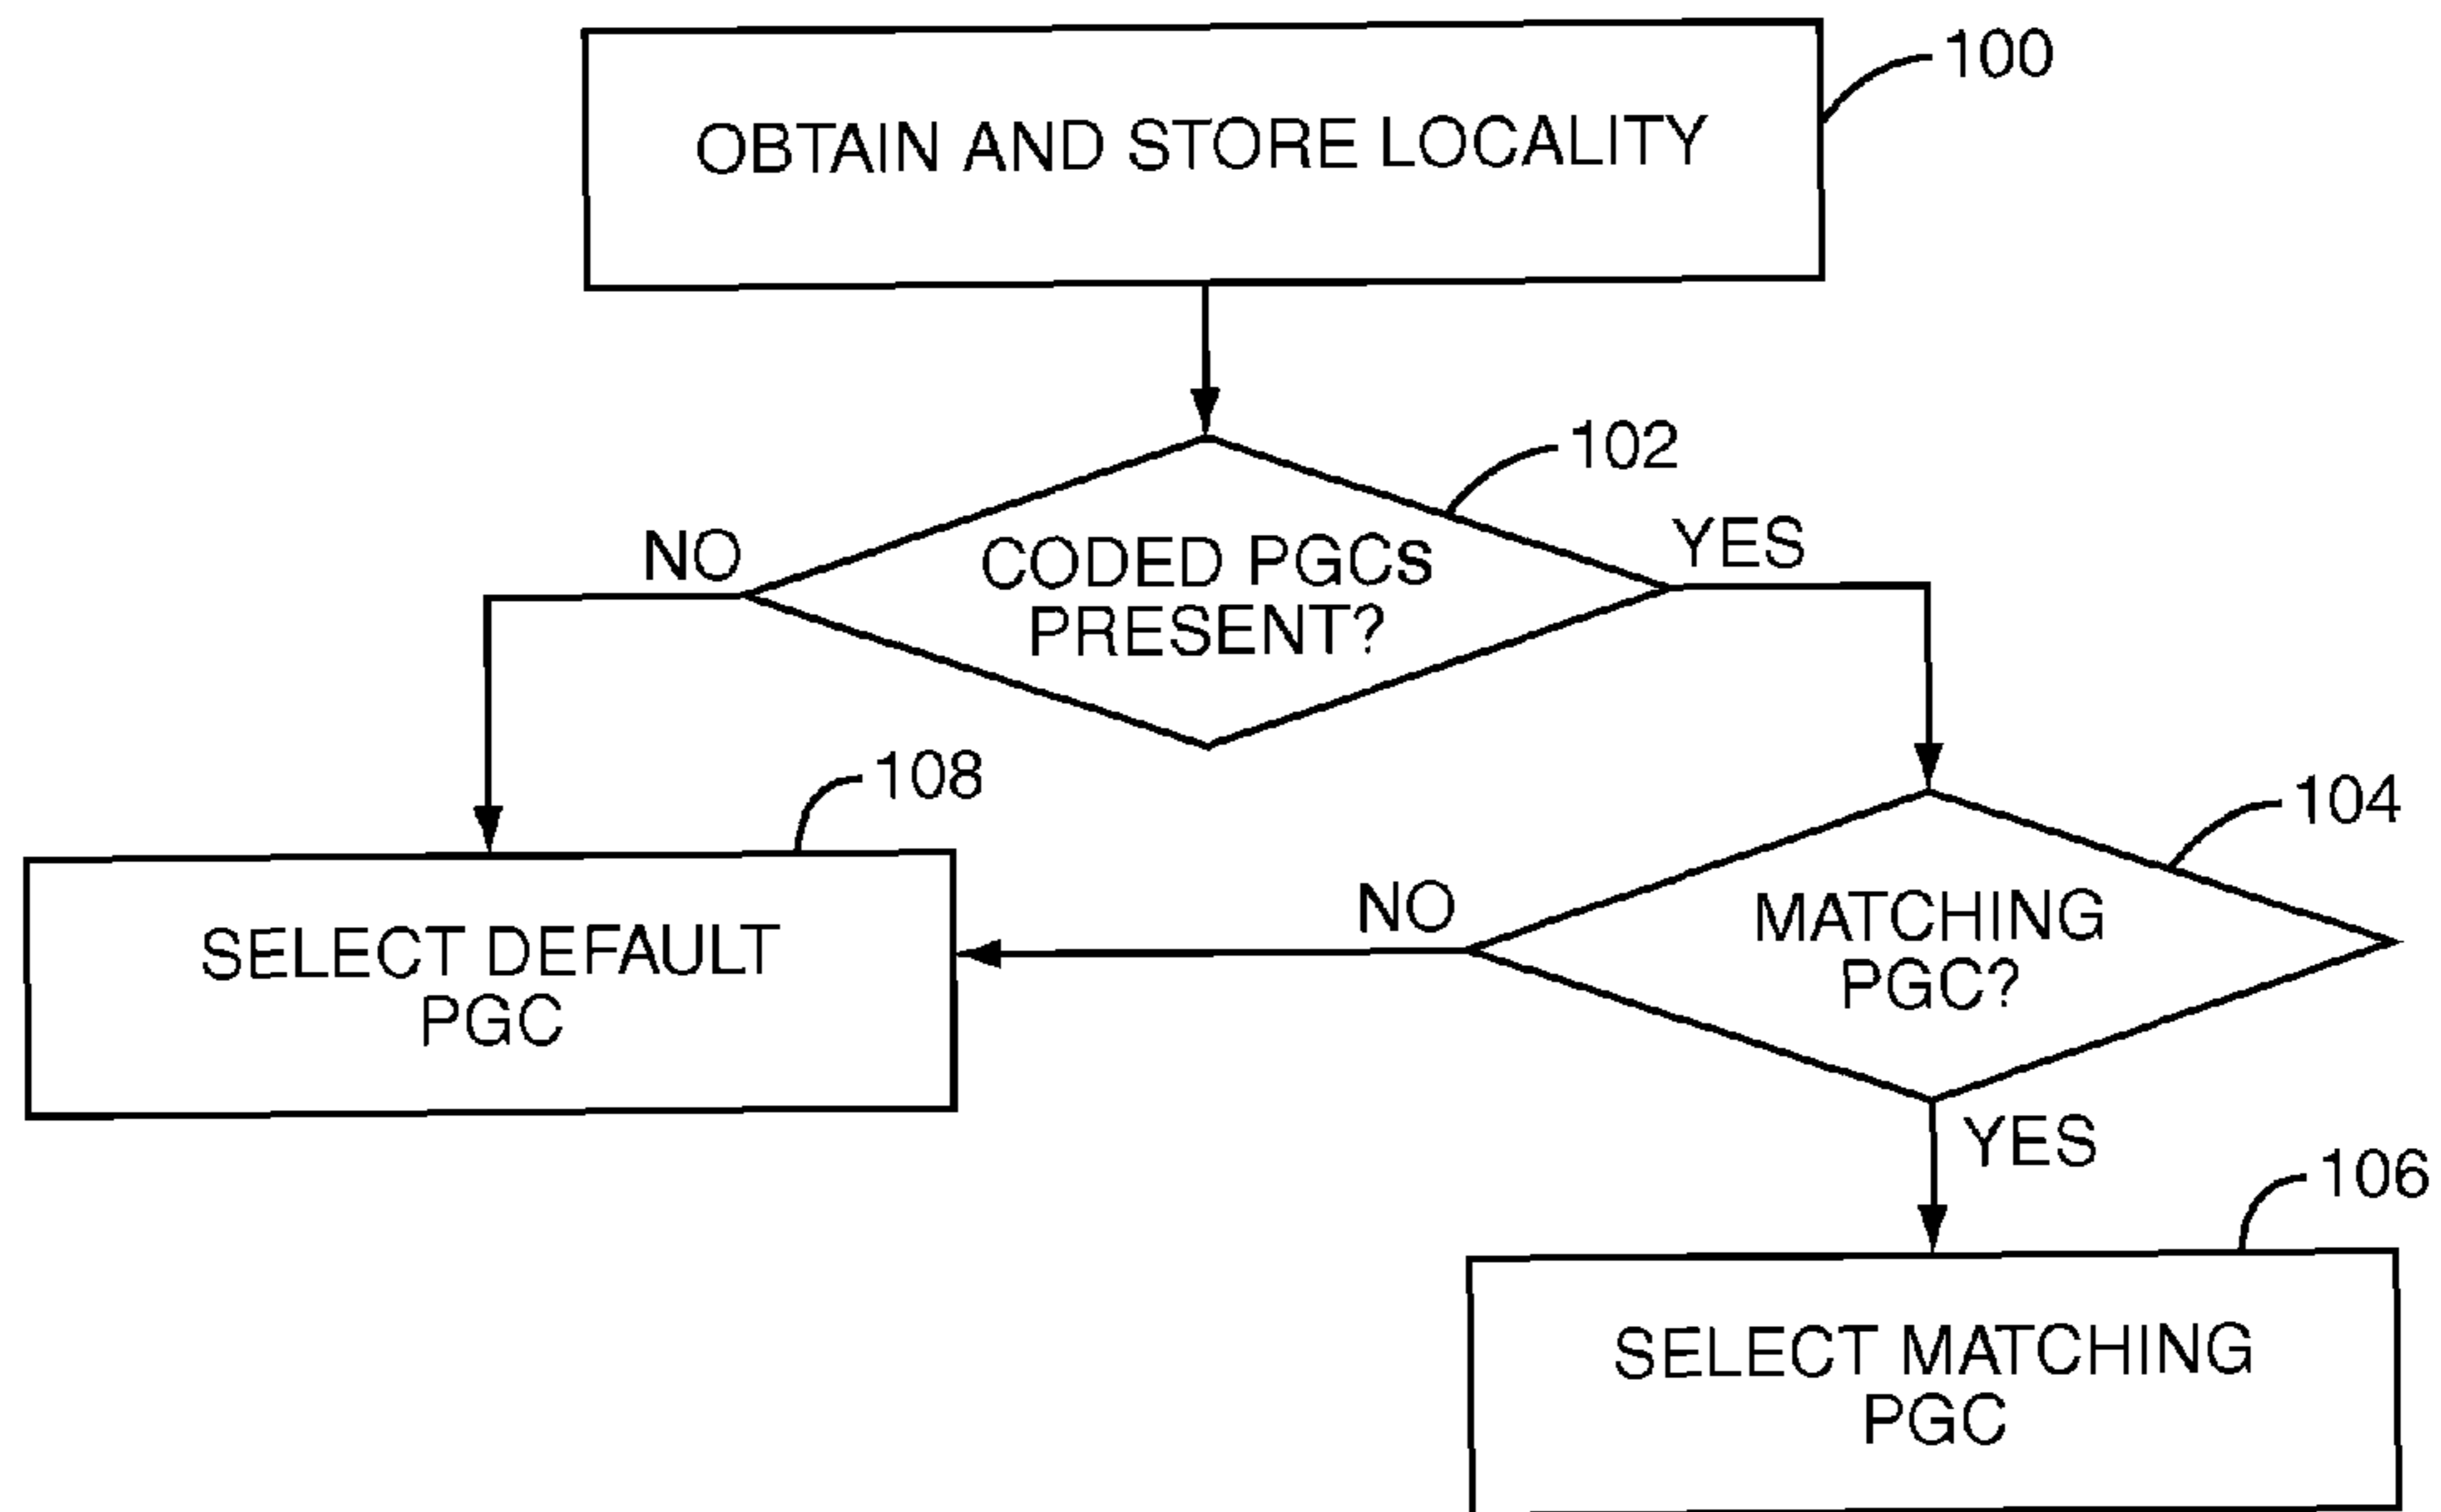 100
OBTAIN AND STORE LOCALITY
102
NO
YES
CODED PGCs
PRESENT?
108
104
NO
MATCHING
PGC?
SELECT DEFAULT
PGC
YES
106
SELECT MATCHING
PGC